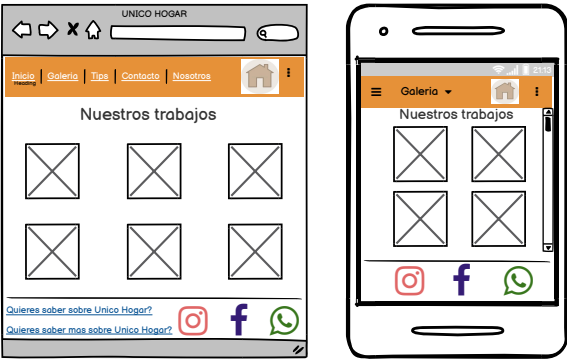 UNICO HOGAR
Inicio Galeria Tips Contacto Nosotros
Heading
Nuestros trabajos
Quieres saber sobre Unico Hogar?
Quieres saber mas sobre Unico Hogar?
21:13
Galeria
Nuestros trabajos